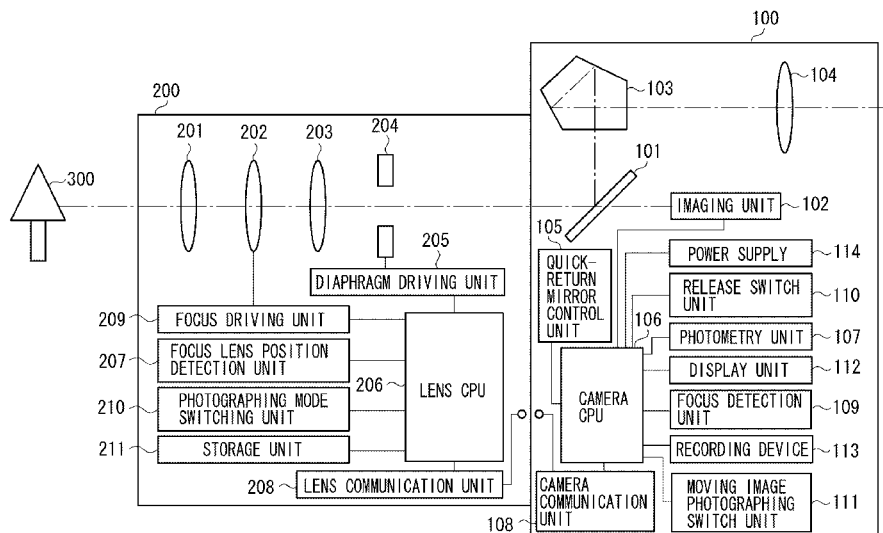 100
200
201
202
203
204
300
103
104
101
IMAGING UNIT
102
105
QUICK-
RETURN
MIRROR
CONTROL
UNIT
POWER SUPPLY
114
RELEASE SWITCH
UNIT
110
106
PHOTOMETRY UNIT
107
DISPLAY UNIT
112
FOCUS DETECTION
UNIT
109
RECORDING DEVICE
113
MOVING IMAGE
PHOTOGRAPHING
SWITCH UNIT
111
CAMERA
CPU
CAMERA
COMMUNICATION
UNIT
108
205
DIAPHRAGM DRIVING UNIT
209
FOCUS DRIVING UNIT
207
FOCUS LENS POSITION
DETECTION UNIT
206
LENS CPU
210
PHOTOGRAPHING MODE
SWITCHING UNIT
211
STORAGE UNIT
208
LENS COMMUNICATION UNIT